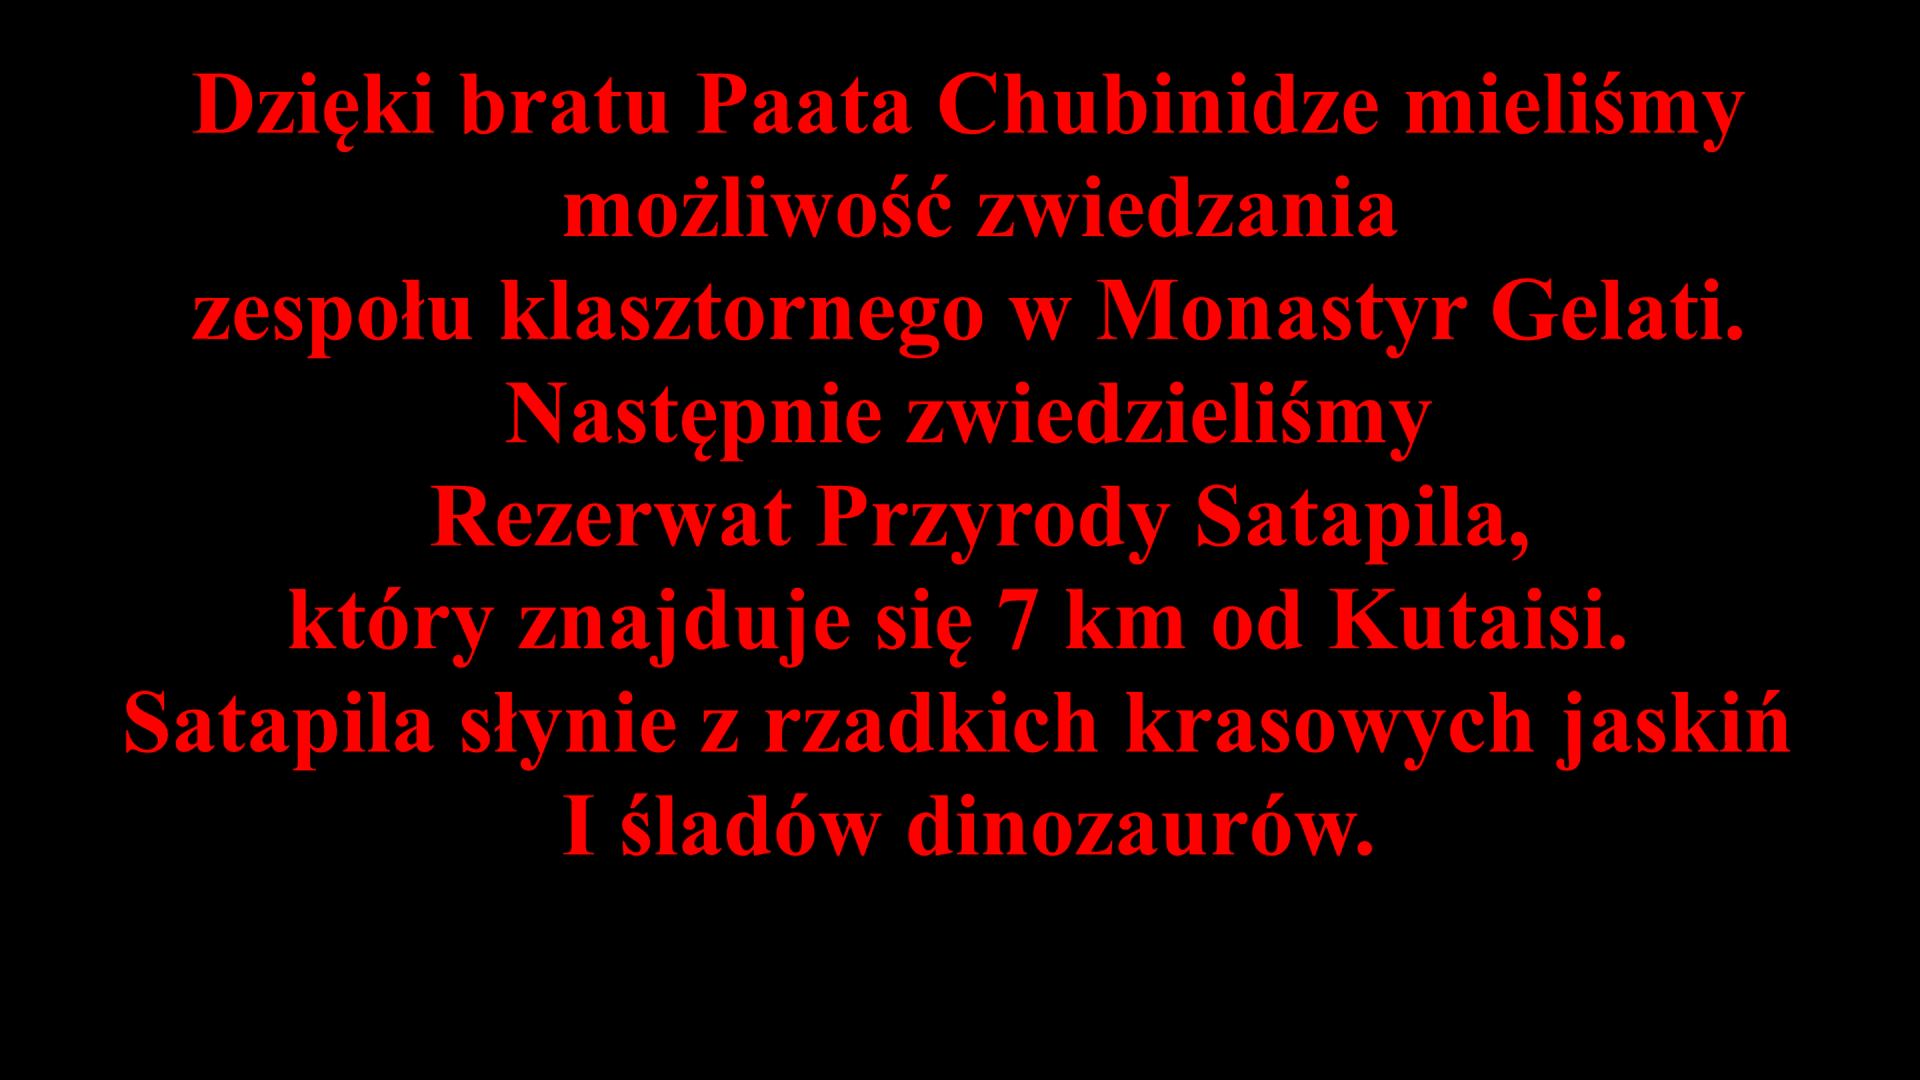 Dzięki bratu Paata Chubinidze mieliśmy
możliwość zwiedzania
zespołu klasztornego w Monastyr Gelati.
Następnie zwiedzieliśmy
Rezerwat Przyrody Satapila,
który znajduje się 7 km od Kutaisi.
Satapila słynie z rzadkich krasowych jaskiń
I śladów dinozaurów.